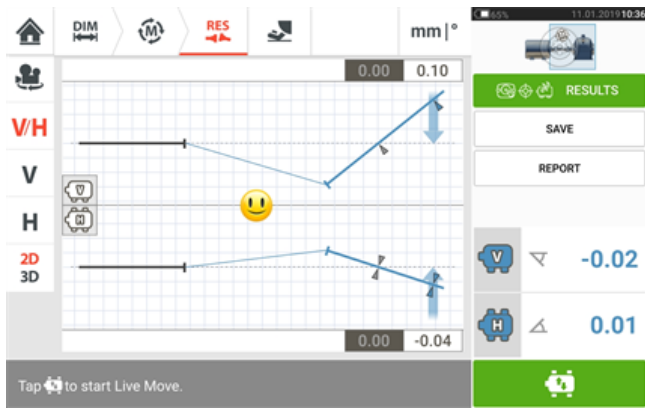 DIM
M
RES
mm|°
65%
11.01.2019 10:36
0.00 0.10
RESULTS
V/H
SAVE
REPORT
V
V
H
H
2D
3D
V -0.02
H 0.01
0.00 -0.04
Tap to start Live Move.